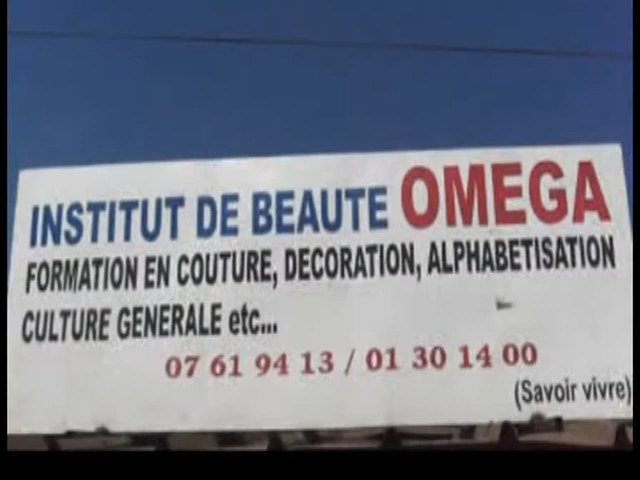 INSTITUT DE BEAUTE OMEGA
FORMATION EN COUTURE, DECORATION, ALPHABETISATION
CULTURE GENERALE etc...
07 61 94 13 / 01 30 14 00
(Savoir vivre)